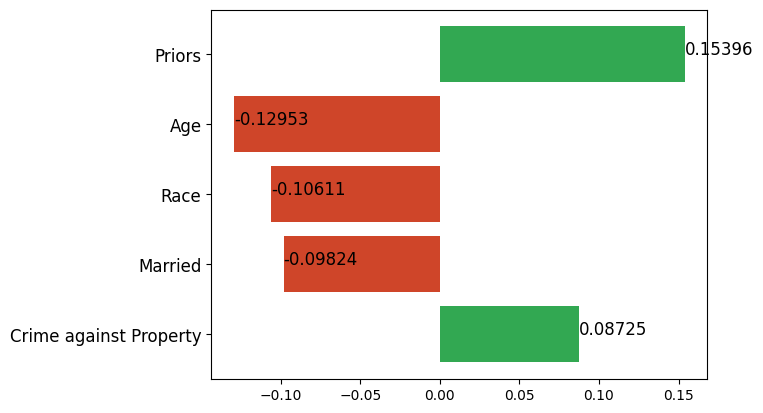 Priors
0.15396
Age
-0.12953
Race
-0.10611
Married
-0.09824
Crime against Property
0.08725
−0.10 −0.05 0.00 0.05 0.10 0.15